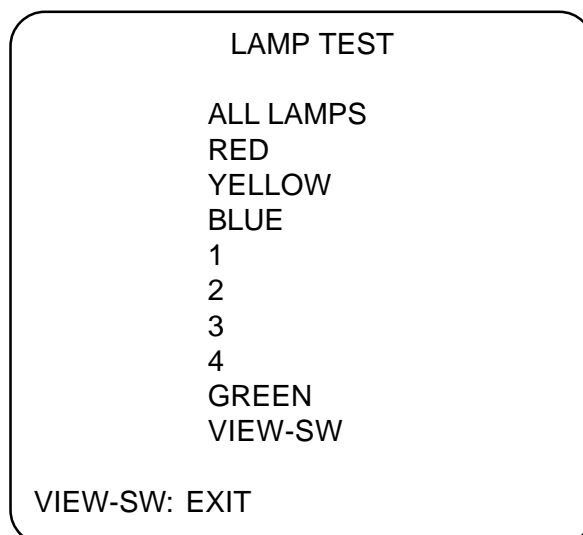 LAMP TEST
ALL LAMPS
RED
YELLOW
BLUE
1
2
3
4
GREEN
VIEW-SW
VIEW-SW: EXIT